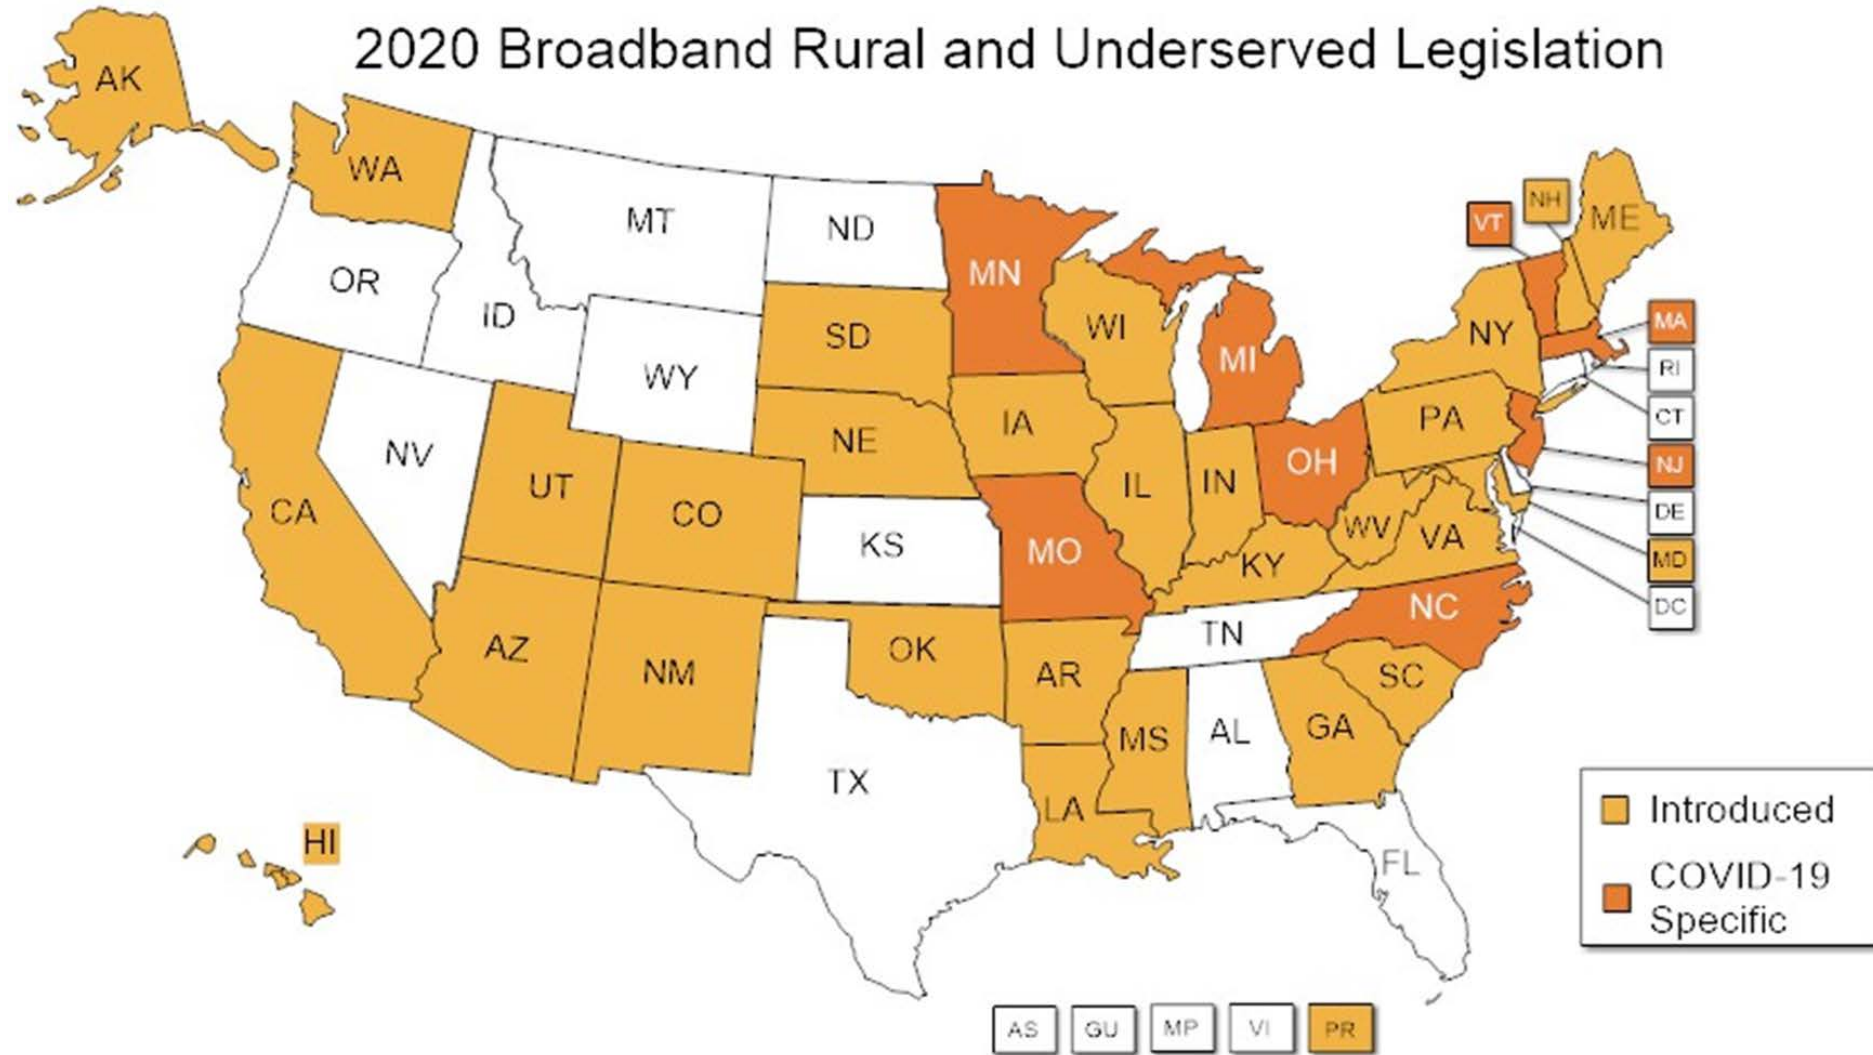 2020 Broadband Rural and Underserved Legislation
AK
WA
MT
ND
MN
VT
NH
ME
OR
ID
SD
WI
MI
NY
MA
WY
RI
NV
NE
IA
PA
CT
UT
CO
IL
IN
OH
NJ
CA
KS
MO
WV
VA
DE
KY
MD
AZ
NM
OK
AR
TN
NC
DC
SC
TX
MS
AL
GA
LA
FL
HI
Introduced
COVID-19
Specific
AS
GU
MP
VI
PR